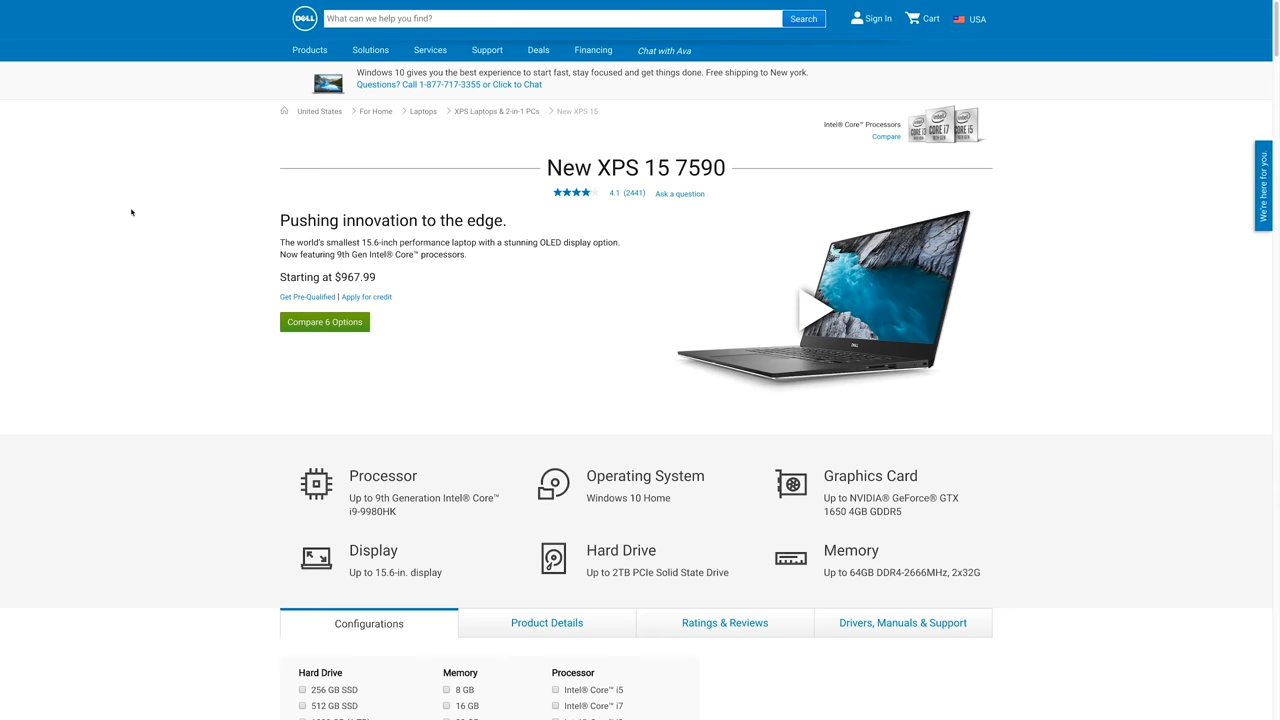 DELL
What can we help you find?
Search
Sign In
Cart
USA
Products
Solutions
Services
Support
Deals
Financing
Chat with Ava
Windows 10 gives you the best experience to start fast, stay focused and get things done. Free shipping to New york.
Questions? Call 1-877-717-3355 or Click to Chat
United States
For Home
Laptops
XPS Laptops & 2-in-1 PCs
New XPS 15
Intel® Core™ Processors
Compare
We're here for you.
New XPS 15 7590
4.1 (2441)
Ask a question
Pushing innovation to the edge.
The world's smallest 15.6-inch performance laptop with a stunning OLED display option.
Now featuring 9th Gen Intel® Core™ processors.
Starting at $967.99
Get Pre-Qualified | Apply for credit
Compare 6 Options
Processor
Up to 9th Generation Intel® Core™
i9-9980HK
Operating System
Windows 10 Home
Graphics Card
Up to NVIDIA® GeForce® GTX
1650 4GB GDDR5
Display
Up to 15.6-in. display
Hard Drive
Up to 2TB PCIe Solid State Drive
Memory
Up to 64GB DDR4-2666MHz, 2x32G
Configurations
Product Details
Ratings & Reviews
Drivers, Manuals & Support
Hard Drive
256 GB SSD
512 GB SSD
Memory
8 GB
16 GB
Processor
Intel® Core™ i5
Intel® Core™ i7